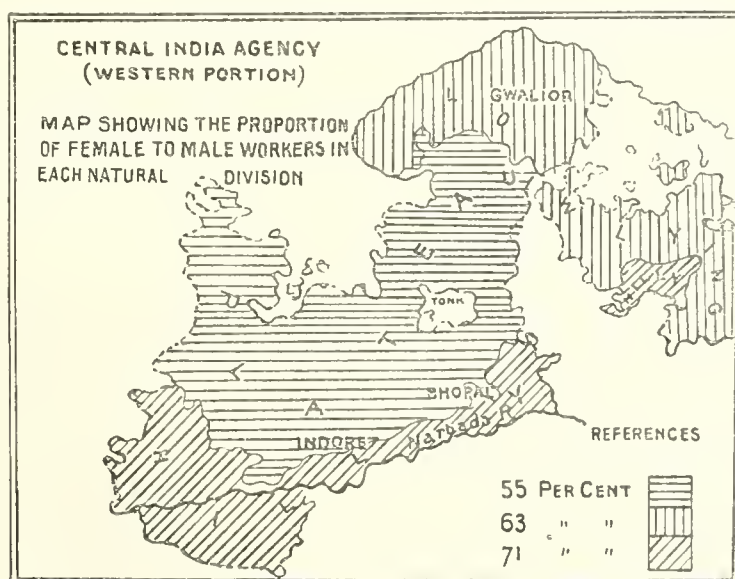 CENTRAL INDIA AGENCY
(WESTERN PORTION)
MAP SHOWING THE PROPORTION
OF FEMALE TO MALE WORKERS IN
EACH NATURAL DIVISION
GWALIOR
L O W L Y I N G
P L A T E A U
H I L L Y
TONK
BHOPAL
INDORE
Narbada R.
REFERENCES
55 PER CENT
63 " "
71 " "